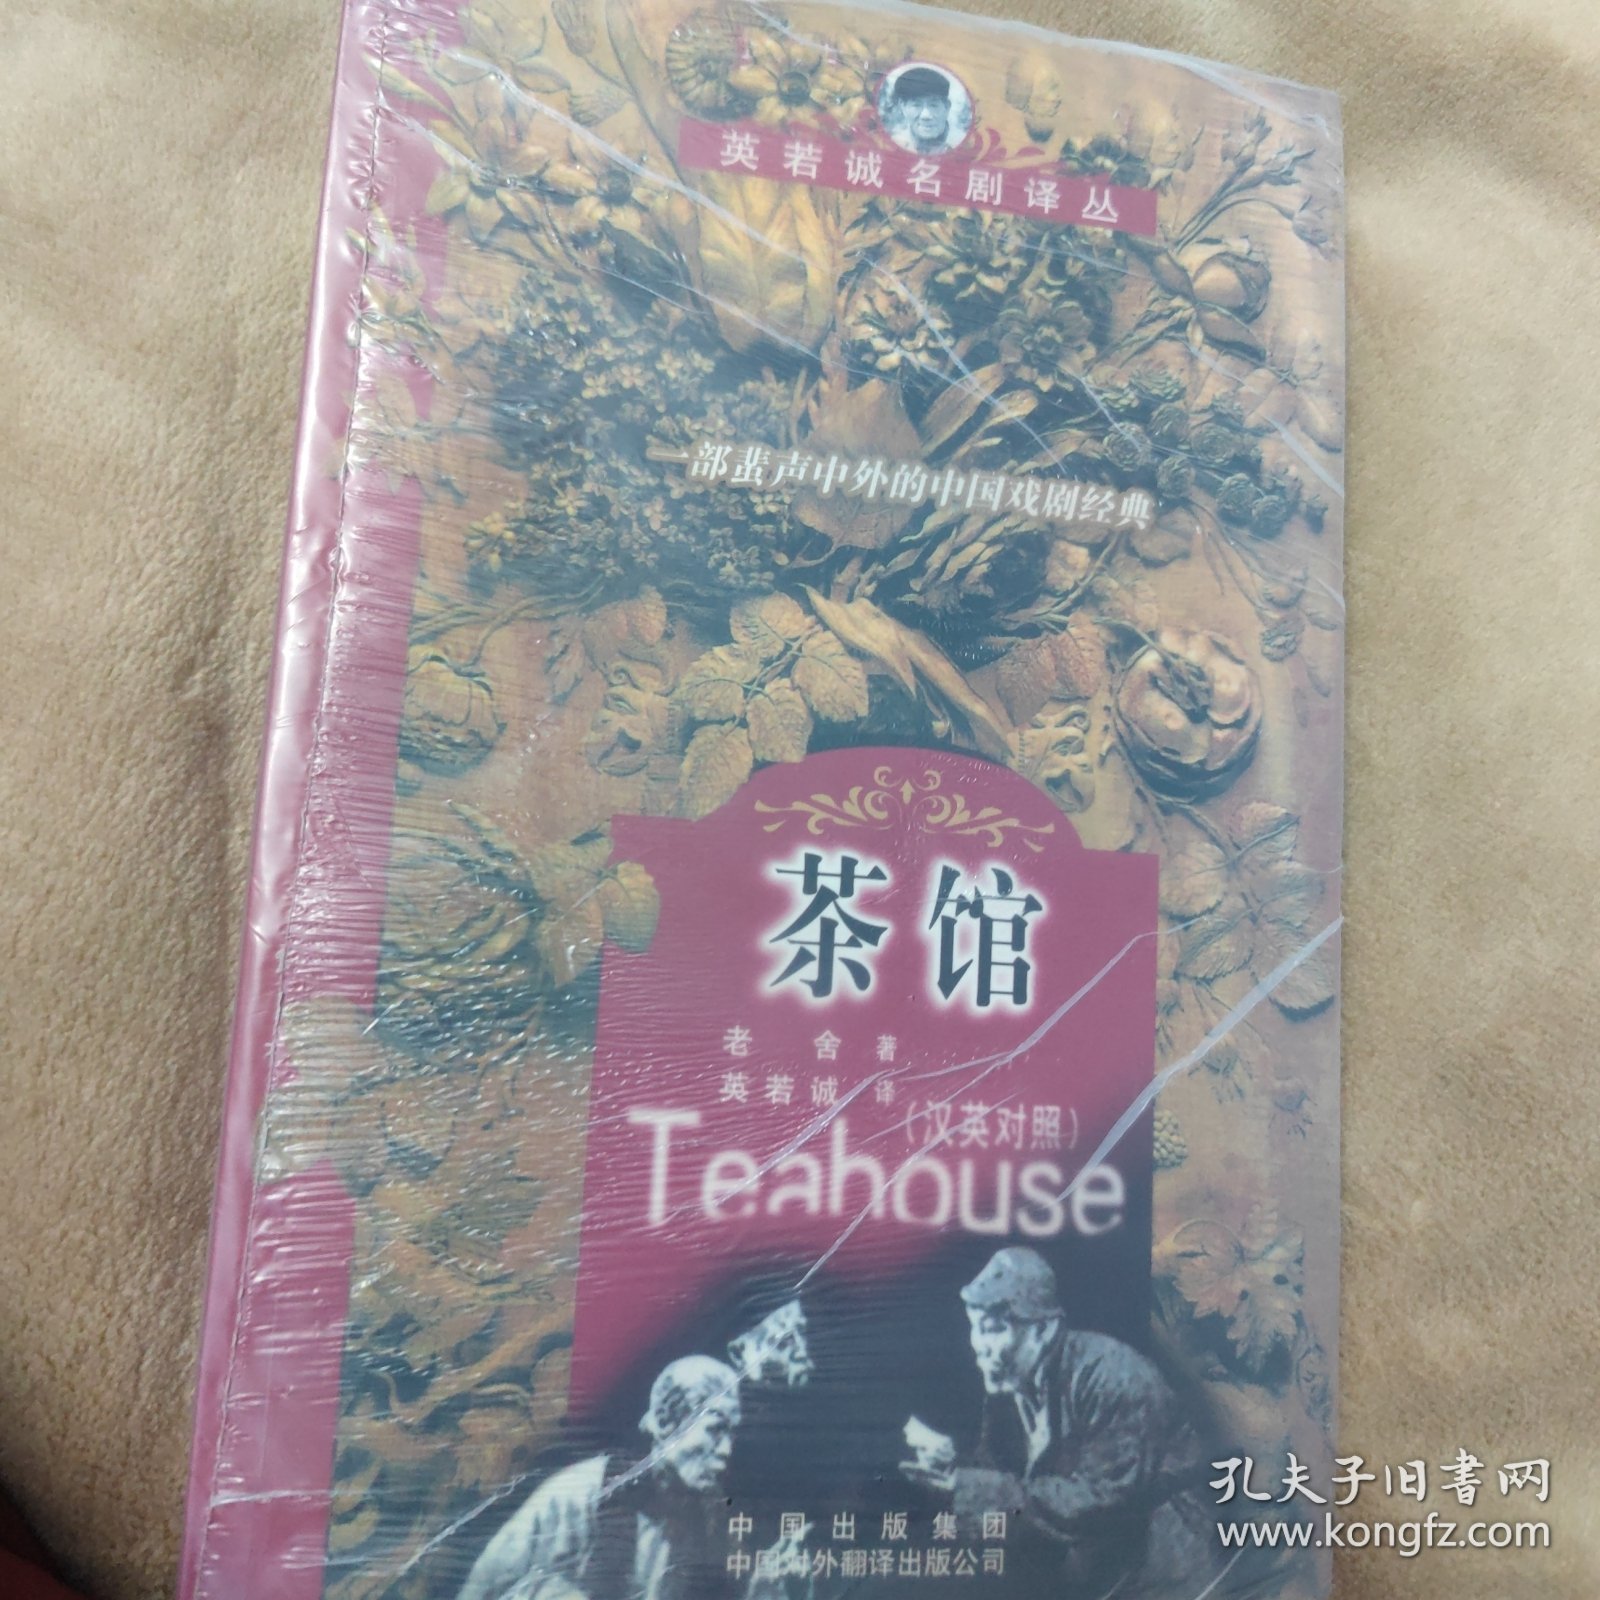 英若诚名剧译丛
一部蜚声中外的中国戏剧经典
茶馆
老舍 著
英若诚 译
(汉英对照)
Teahouse
中国出版集团
中国对外翻译出版公司
孔夫子旧书网
www.kongfz.com